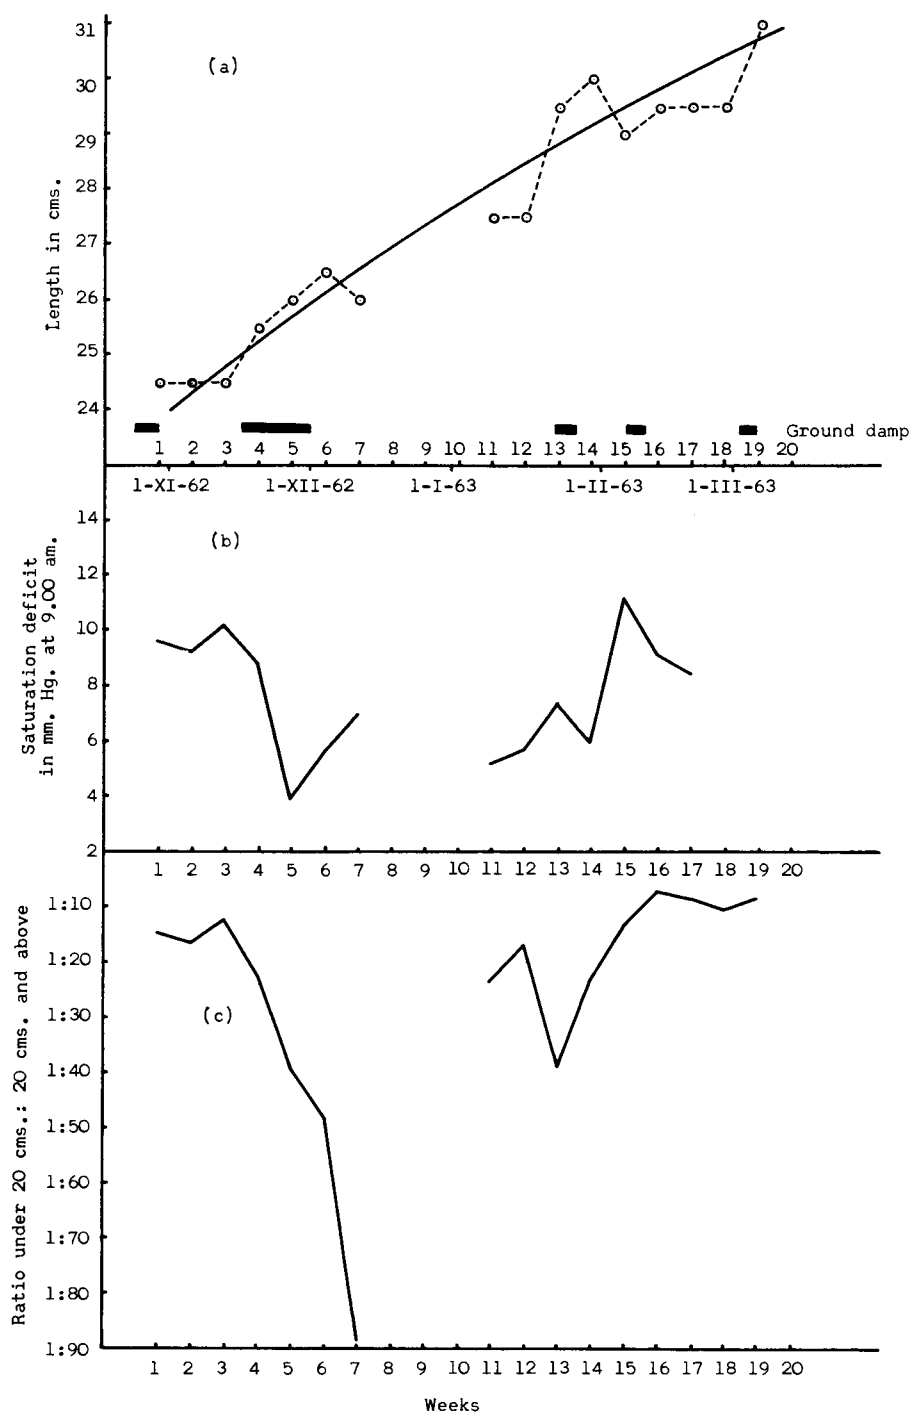 31
(a)
30
29
28
27
26
25
24
Length in cms.
Ground damp
1 2 3 4 5 6 7 8 9 10 11 12 13 14 15 16 17 18 19 20
1-XI-62 1-XII-62 1-I-63 1-II-63 1-III-63
14
(b)
12
10
8
6
4
2
Saturation deficit
in mm. Hg. at 9.00 am.
1 2 3 4 5 6 7 8 9 10 11 12 13 14 15 16 17 18 19 20
1:10
1:20
1:30
(c)
1:40
1:50
1:60
1:70
1:80
1:90
Ratio under 20 cms.: 20 cms. and above
1 2 3 4 5 6 7 8 9 10 11 12 13 14 15 16 17 18 19 20
Weeks